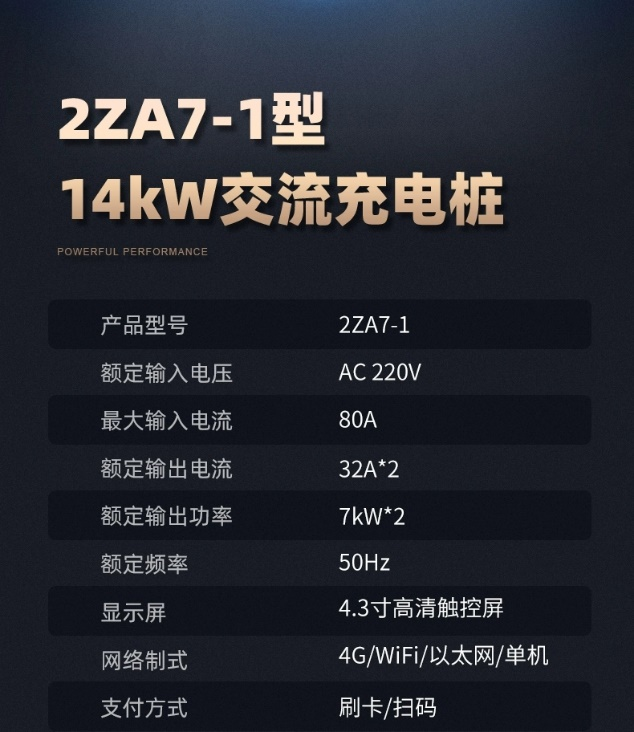 2ZA7-1型
14kW交流充电桩
POWERFUL PERFORMANCE
产品型号 2ZA7-1
额定输入电压 AC 220V
最大输入电流 80A
额定输出电流 32A*2
额定输出功率 7kW*2
额定频率 50Hz
显示屏 4.3寸高清触控屏
网络制式 4G/WiFi/以太网/单机
支付方式 刷卡/扫码